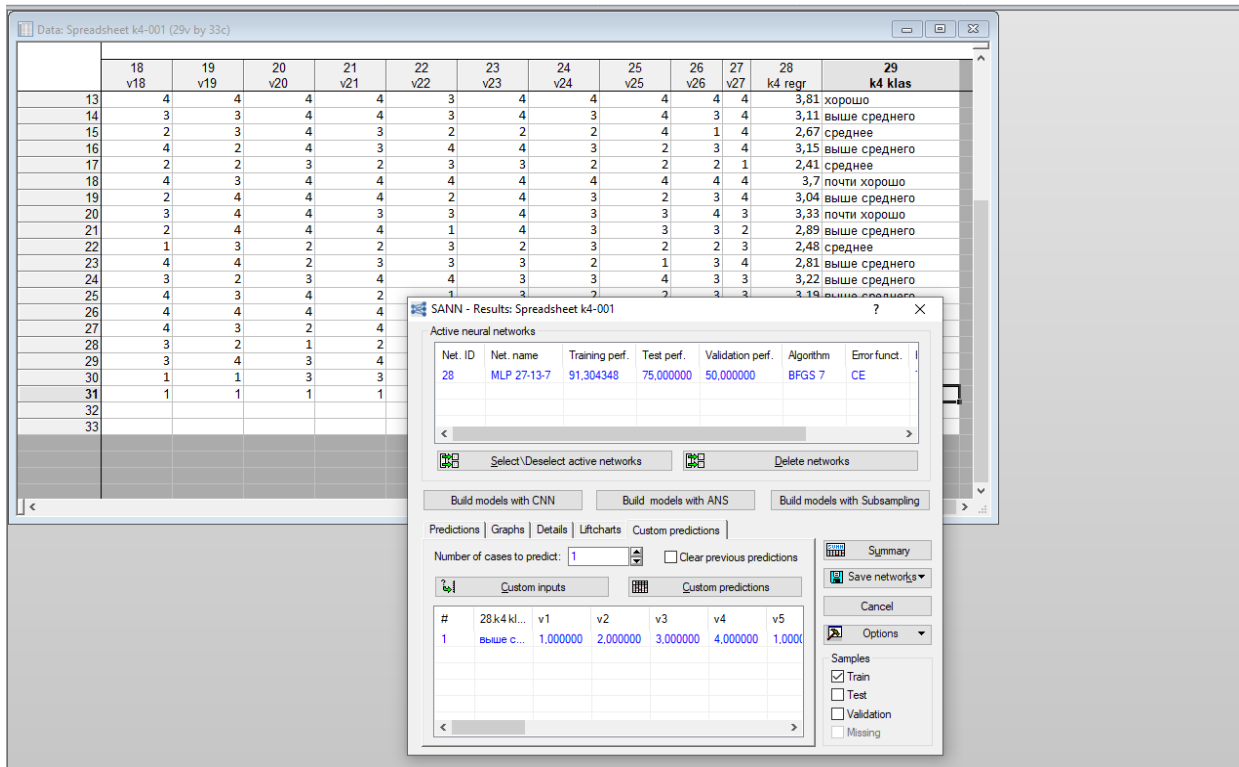 Data: Spreadsheet k4-001 (29v by 33c)
18 19 20 21 22 23 24 25 26 27 28 29
v18 v19 v20 v21 v22 v23 v24 v25 v26 v27 k4 regr k4 klas
13 4 4 4 4 3 4 4 4 4 4 3,81 хорошо
14 3 3 4 4 3 4 3 4 3 4 3,11 выше среднего
15 2 3 4 3 2 2 2 4 1 4 2,67 среднее
16 4 2 4 3 4 4 3 2 3 4 3,15 выше среднего
17 2 2 3 2 3 3 2 2 2 1 2,41 среднее
18 4 3 4 4 4 4 4 4 4 4 3,7 почти хорошо
19 2 4 4 4 2 4 3 2 3 4 3,04 выше среднего
20 3 4 4 3 3 4 3 3 4 3 3,33 почти хорошо
21 2 4 4 4 1 4 3 3 3 2 2,89 выше среднего
22 1 3 2 2 3 2 3 2 2 3 2,48 среднее
23 4 4 2 3 3 3 2 1 3 4 2,81 выше среднего
24 3 2 3 4 4 3 3 4 3 3 3,22 выше среднего
25 4 3 4 2 1 3 2 2 3 3 3,19 выше среднего
26 4 4 4 4
27 4 3 2 4
28 3 2 1 2
29 3 4 3 4
30 1 1 3 3
31 1 1 1 1
32
33
SANN - Results: Spreadsheet k4-001 ?
Active neural networks
Net. ID Net. name Training perf. Test perf. Validation perf. Algorithm Error funct.
28 MLP 27-13-7 91,304348 75,000000 50,000000 BFGS 7 CE
Select\Deselect active networks Delete networks
Build models with CNN Build models with ANS Build models with Subsampling
Predictions Graphs Details Liftcharts Custom predictions
Number of cases to predict: 1 Clear previous predictions
Custom inputs Custom predictions
# 28.k4 kl... v1 v2 v3 v4 v5
1 выше с... 1,000000 2,000000 3,000000 4,000000 1,0000
Summary
Save networks
Cancel
Options
Samples
Train
Test
Validation
Missing